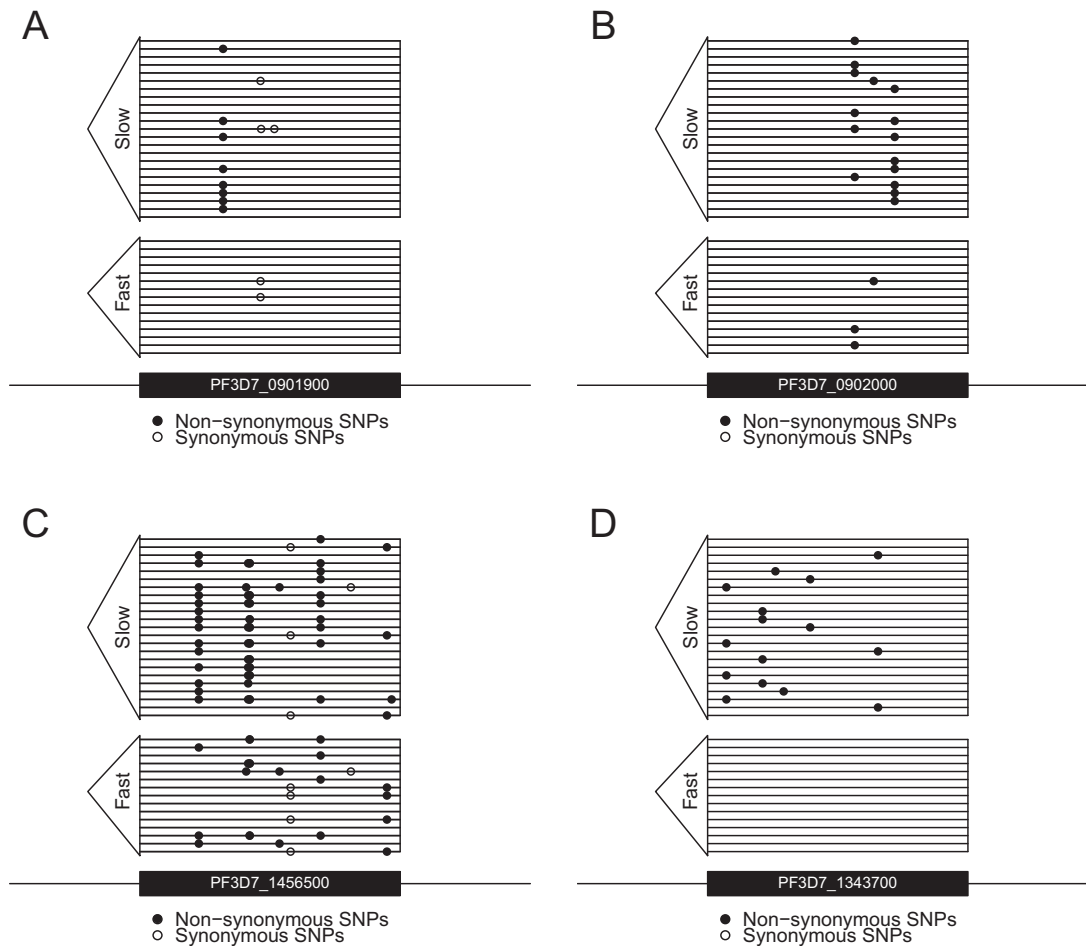 A
Slow
Fast
PF3D7_0901900
Non−synonymous SNPs
Synonymous SNPs
B
Slow
Fast
PF3D7_0902000
Non−synonymous SNPs
Synonymous SNPs
C
Slow
Fast
PF3D7_1456500
Non−synonymous SNPs
Synonymous SNPs
D
Slow
Fast
PF3D7_1343700
Non−synonymous SNPs
Synonymous SNPs